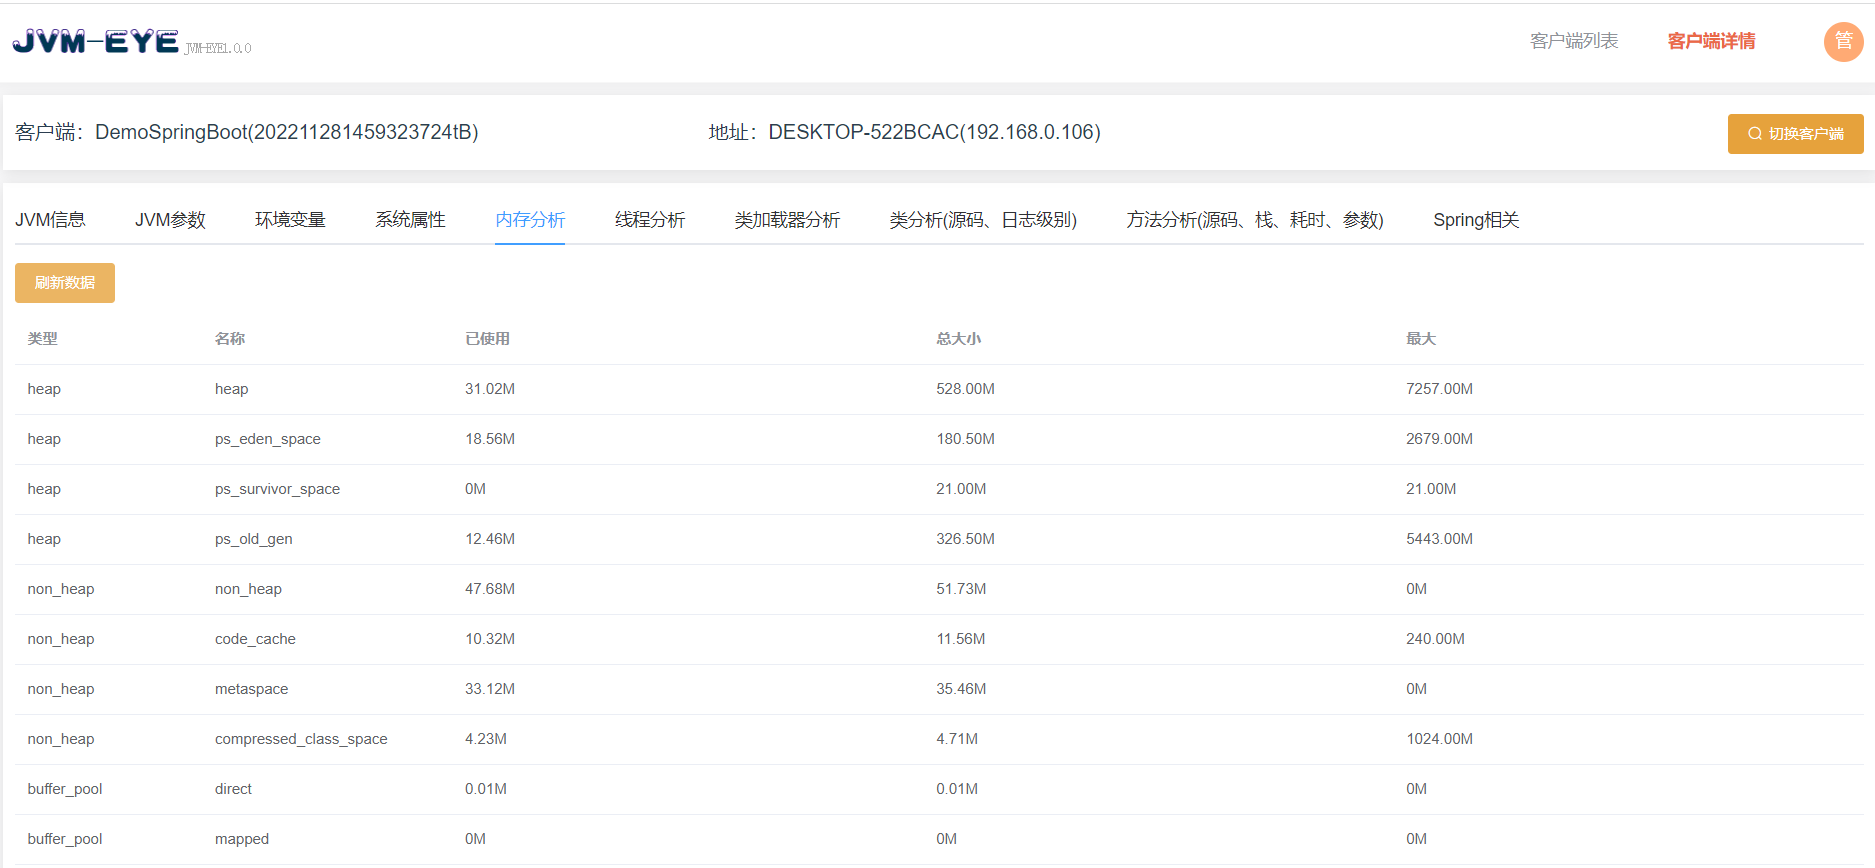 JVM-EYE JVM-EYE1.0.0 客户端列表 客户端详情 管
客户端：DemoSpringBoot(202211281459323724tB) 地址：DESKTOP-522BCAC(192.168.0.106) 切换客户端
JVM信息 JVM参数 环境变量 系统属性 内存分析 线程分析 类加载器分析 类分析(源码、日志级别) 方法分析(源码、栈、耗时、参数) Spring相关
刷新数据
类型 名称 已使用 总大小 最大
heap heap 31.02M 528.00M 7257.00M
heap ps_eden_space 18.56M 180.50M 2679.00M
heap ps_survivor_space 0M 21.00M 21.00M
heap ps_old_gen 12.46M 326.50M 5443.00M
non_heap non_heap 47.68M 51.73M 0M
non_heap code_cache 10.32M 11.56M 240.00M
non_heap metaspace 33.12M 35.46M 0M
non_heap compressed_class_space 4.23M 4.71M 1024.00M
buffer_pool direct 0.01M 0.01M 0M
buffer_pool mapped 0M 0M 0M